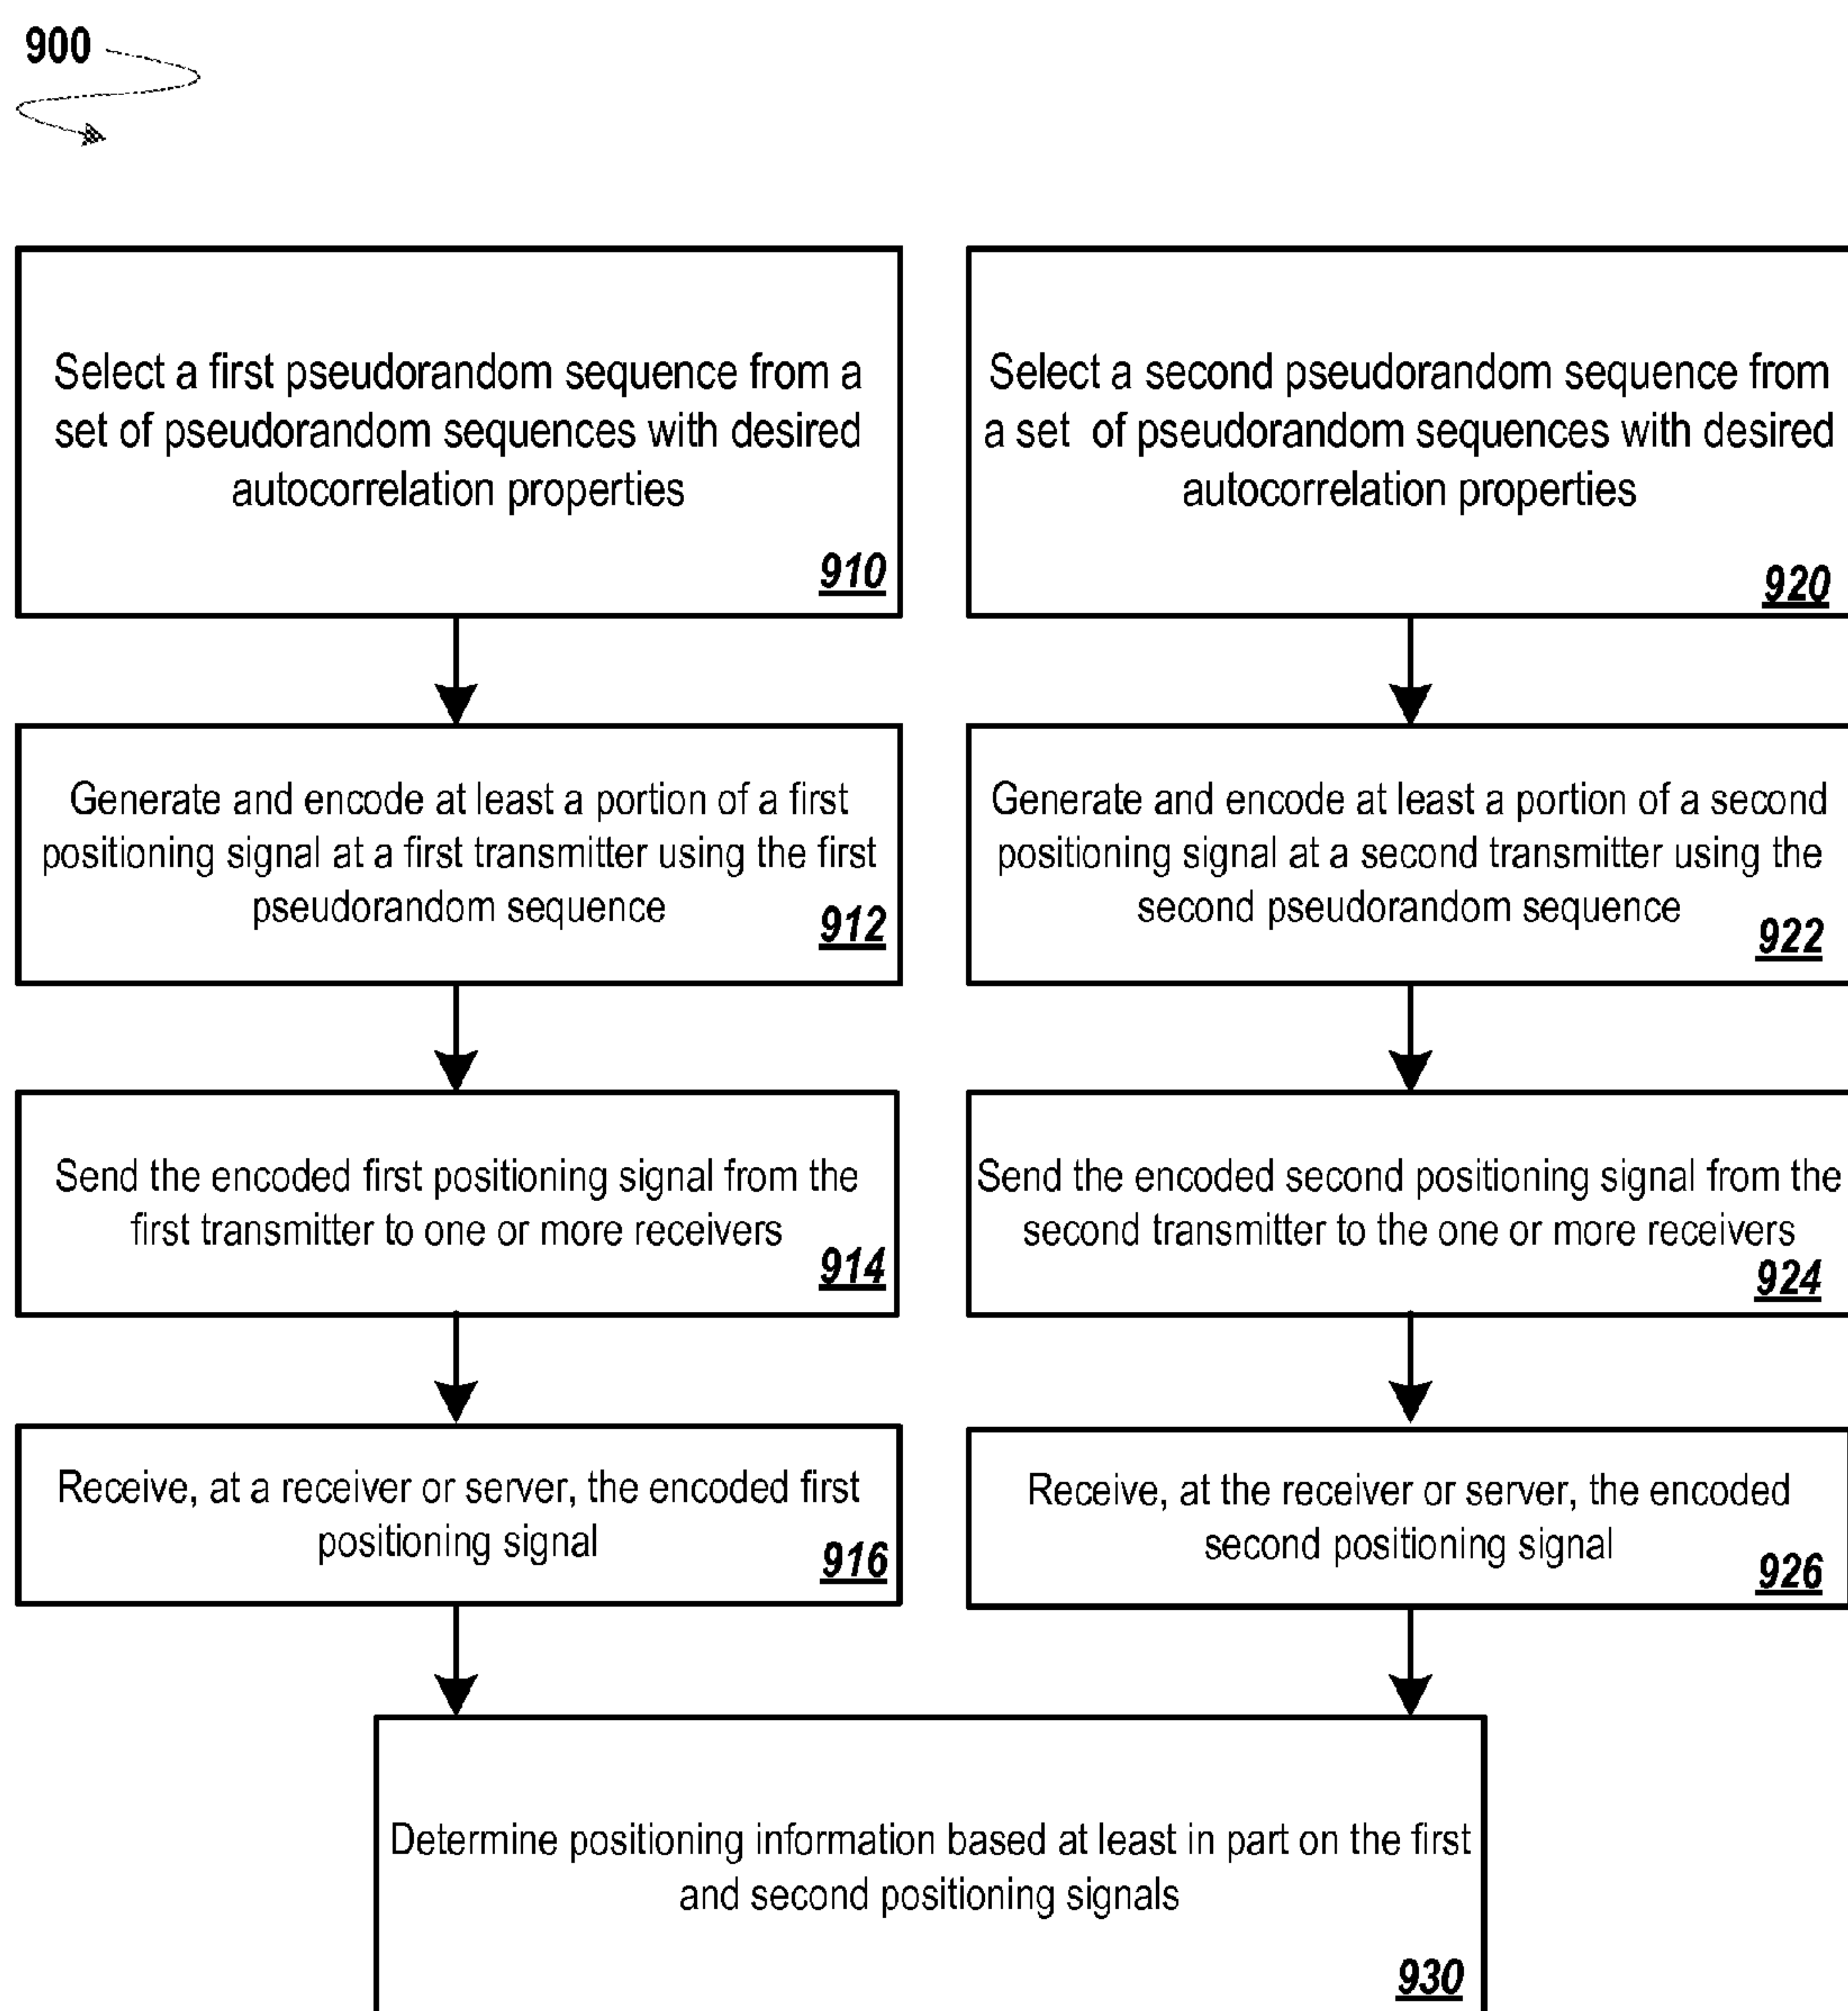 900
Select a first pseudorandom sequence from a
set of pseudorandom sequences with desired
autocorrelation properties
910
Select a second pseudorandom sequence from
a set of pseudorandom sequences with desired
autocorrelation properties
920
Generate and encode at least a portion of a first
positioning signal at a first transmitter using the first
pseudorandom sequence
912
Generate and encode at least a portion of a second
positioning signal at a second transmitter using the
second pseudorandom sequence
922
Send the encoded first positioning signal from the
first transmitter to one or more receivers
914
Send the encoded second positioning signal from the
second transmitter to the one or more receivers
924
Receive, at a receiver or server, the encoded first
positioning signal
916
Receive, at the receiver or server, the encoded
second positioning signal
926
Determine positioning information based at least in part on the first
and second positioning signals
930